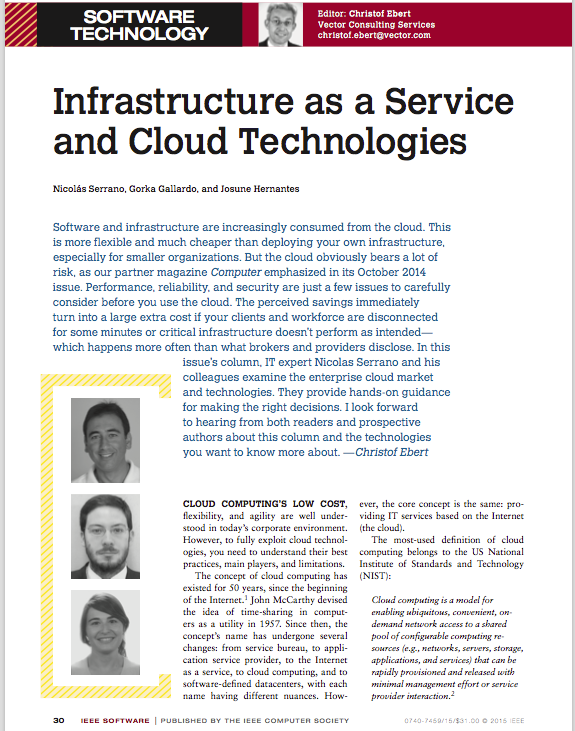 SOFTWARE
TECHNOLOGY
Editor: Christof Ebert
Vector Consulting Services
christof.ebert@vector.com
Infrastructure as a Service
and Cloud Technologies
Nicolás Serrano, Gorka Gallardo, and Josune Hernantes
Software and infrastructure are increasingly consumed from the cloud. This
is more flexible and much cheaper than deploying your own infrastructure,
especially for smaller organizations. But the cloud obviously bears a lot of
risk, as our partner magazine Computer emphasized in its October 2014
issue. Performance, reliability, and security are just a few issues to carefully
consider before you use the cloud. The perceived savings immediately
turn into a large extra cost if your clients and workforce are disconnected
for some minutes or critical infrastructure doesn't perform as intended—
which happens more often than what brokers and providers disclose. In this
issue's column, IT expert Nicolas Serrano and his
colleagues examine the enterprise cloud market
and technologies. They provide hands-on guidance
for making the right decisions. I look forward
to hearing from both readers and prospective
authors about this column and the technologies
you want to know more about. —Christof Ebert
CLOUD COMPUTING'S LOW COST,
flexibility, and agility are well under-
stood in today's corporate environment.
However, to fully exploit cloud technol-
ogies, you need to understand their best
practices, main players, and limitations.
The concept of cloud computing has
existed for 50 years, since the beginning
of the Internet.¹ John McCarthy devised
the idea of time-sharing in comput-
ers as a utility in 1957. Since then, the
concept's name has undergone several
changes: from service bureau, to appli-
cation service provider, to the Internet
as a service, to cloud computing, and to
software-defined datacenters, with each
name having different nuances. How-
ever, the core concept is the same: pro-
viding IT services based on the Internet
(the cloud).
The most-used definition of cloud
computing belongs to the US National
Institute of Standards and Technology
(NIST):
Cloud computing is a model for
enabling ubiquitous, convenient, on-
demand network access to a shared
pool of configurable computing re-
sources (e.g., networks, servers, storage,
applications, and services) that can be
rapidly provisioned and released with
minimal management effort or service
provider interaction.²
30 IEEE SOFTWARE | PUBLISHED BY THE IEEE COMPUTER SOCIETY
0740-7459/15/$31.00 © 2015 IEEE